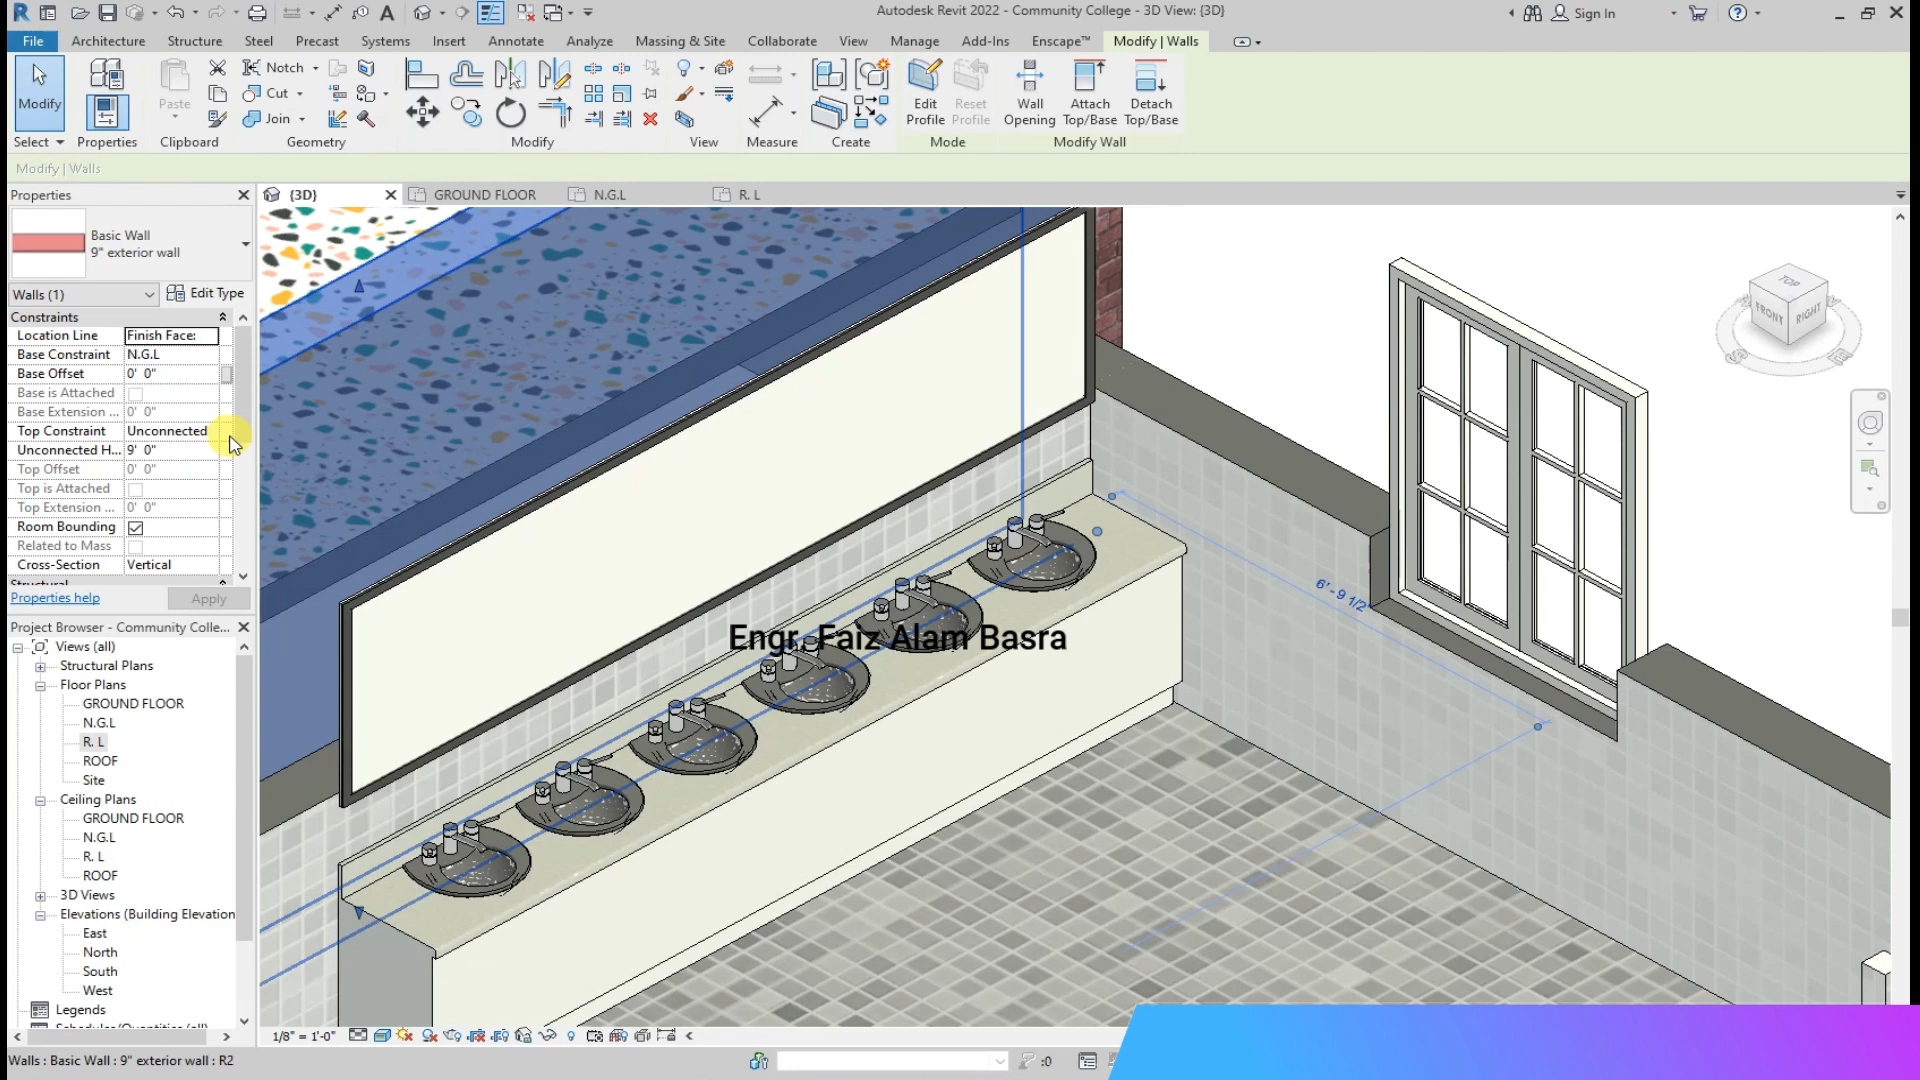 Autodesk Revit 2022 - Community College - 3D View: {3D}
Sign In
File Architecture Structure Steel Precast Systems Insert Annotate Analyze Massing & Site Collaborate View Manage Add-Ins Enscape™ Modify | Walls
Modify
Paste
Notch
Cut
Join
Edit Profile
Reset Profile
Wall Opening
Attach Top/Base
Detach Top/Base
Select Properties Clipboard Geometry Modify View Measure Create Mode Modify Wall
Modify | Walls
Properties
{3D} GROUND FLOOR N.G.L R. L
Basic Wall
9" exterior wall
Walls (1) Edit Type
Constraints
Location Line Finish Face:
Base Constraint N.G.L
Base Offset 0' 0"
Base is Attached
Base Extension ... 0' 0"
Top Constraint Unconnected
Unconnected H... 9' 0"
Top Offset 0' 0"
Top is Attached
Top Extension ... 0' 0"
Room Bounding
Related to Mass
Cross-Section Vertical
Structural
Properties help Apply
Project Browser - Community Colle...
Views (all)
Structural Plans
Floor Plans
GROUND FLOOR
N.G.L
R. L
ROOF
Site
Ceiling Plans
GROUND FLOOR
N.G.L
R. L
ROOF
3D Views
Elevations (Building Elevation
East
North
South
West
Legends
Schedules/Quantities (all)
TOP
FRONT
RIGHT
S
E
6' - 9 1/2"
Engr. Faiz Alam Basra
1/8" = 1'-0"
Walls : Basic Wall : 9" exterior wall : R2
:0